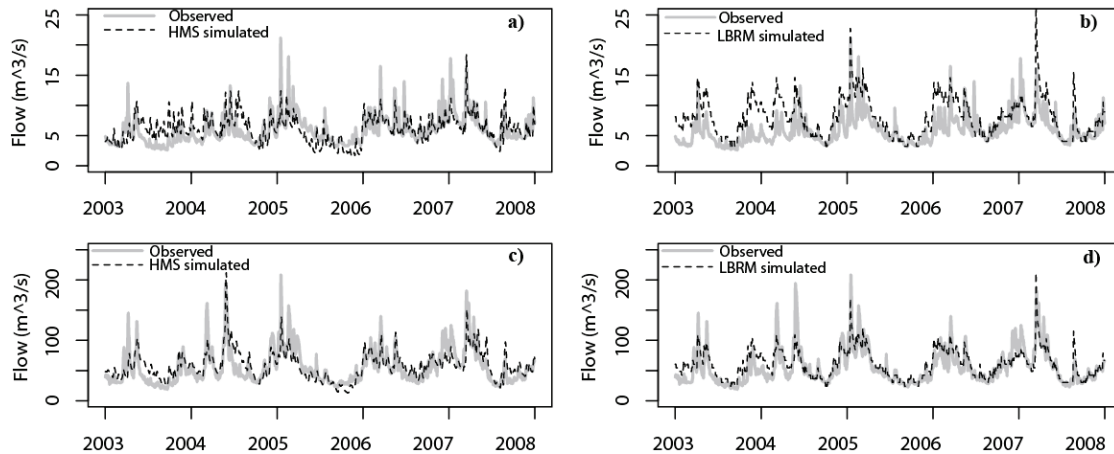 Observed
HMS simulated
a)
Flow (m^3/s)
25
15
5
0
2003 2004 2005 2006 2007 2008
Observed
LBRM simulated
b)
Flow (m^3/s)
25
15
5
0
2003 2004 2005 2006 2007 2008
Observed
HMS simulated
c)
Flow (m^3/s)
200
100
0
2003 2004 2005 2006 2007 2008
Observed
LBRM simulated
d)
Flow (m^3/s)
200
100
0
2003 2004 2005 2006 2007 2008